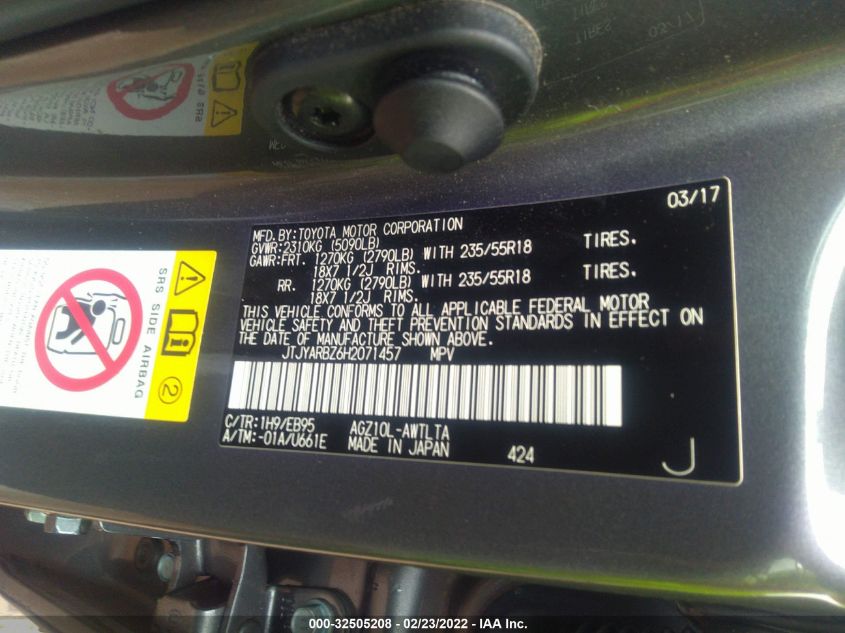 03/17
MFD.BY:TOYOTA MOTOR CORPORATION
GVWR:2310KG (5090LB)
GAWR:FRT. 1270KG (2790LB) WITH 235/55R18 TIRES.
18X7 1/2J RIMS.
RR. 1270KG (2790LB) WITH 235/55R18 TIRES.
18X7 1/2J RIMS.
THIS VEHICLE CONFORMS TO ALL APPLICABLE FEDERAL MOTOR
VEHICLE SAFETY AND THEFT PREVENTION STANDARDS IN EFFECT ON
THE DATE OF MANUFACTURE SHOWN ABOVE.
JTJYARBZ6H2071457 MPV
C/TR:1H9/EB95 AGZ10L-AWTLTA
A/TM:-01A/U661E MADE IN JAPAN 424
J
SRS SIDE AIRBAG
2
000-32505208 - 02/23/2022 - IAA Inc.